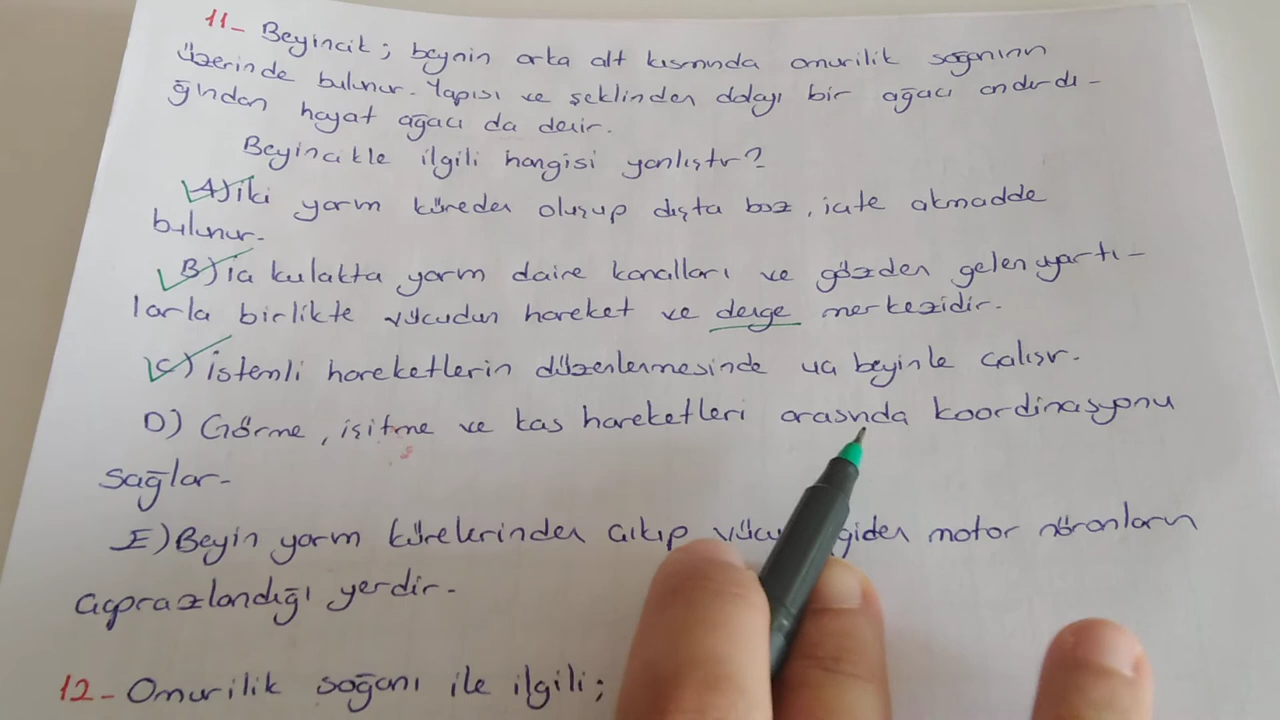 11- Beyincik; beynin orta alt kısmında omurilik soğanının
üzerinde bulunur. Yapısı ve şeklinden dolayı bir ağacı andırdı-
ğından hayat ağacı da denir.
Beyincikle ilgili hangisi yanlıştır?
A) İki yarım küreden oluşup dışta boz, içte akmadde
bulunur.
B) İç kulakta yarım daire kanalları ve gözden gelen uyartı-
larla birlikte vücudun hareket ve denge merkezidir.
C) İstemli hareketlerin düzenlenmesinde uç beyinle çalışır.
D) Görme, işitme ve kas hareketleri arasında koordinasyonu
sağlar.
E) Beyin yarım kürelerinden çıkıp giden motor nöronların
çaprazlandığı yerdir.
12- Omurilik soğanı ile ilgili;